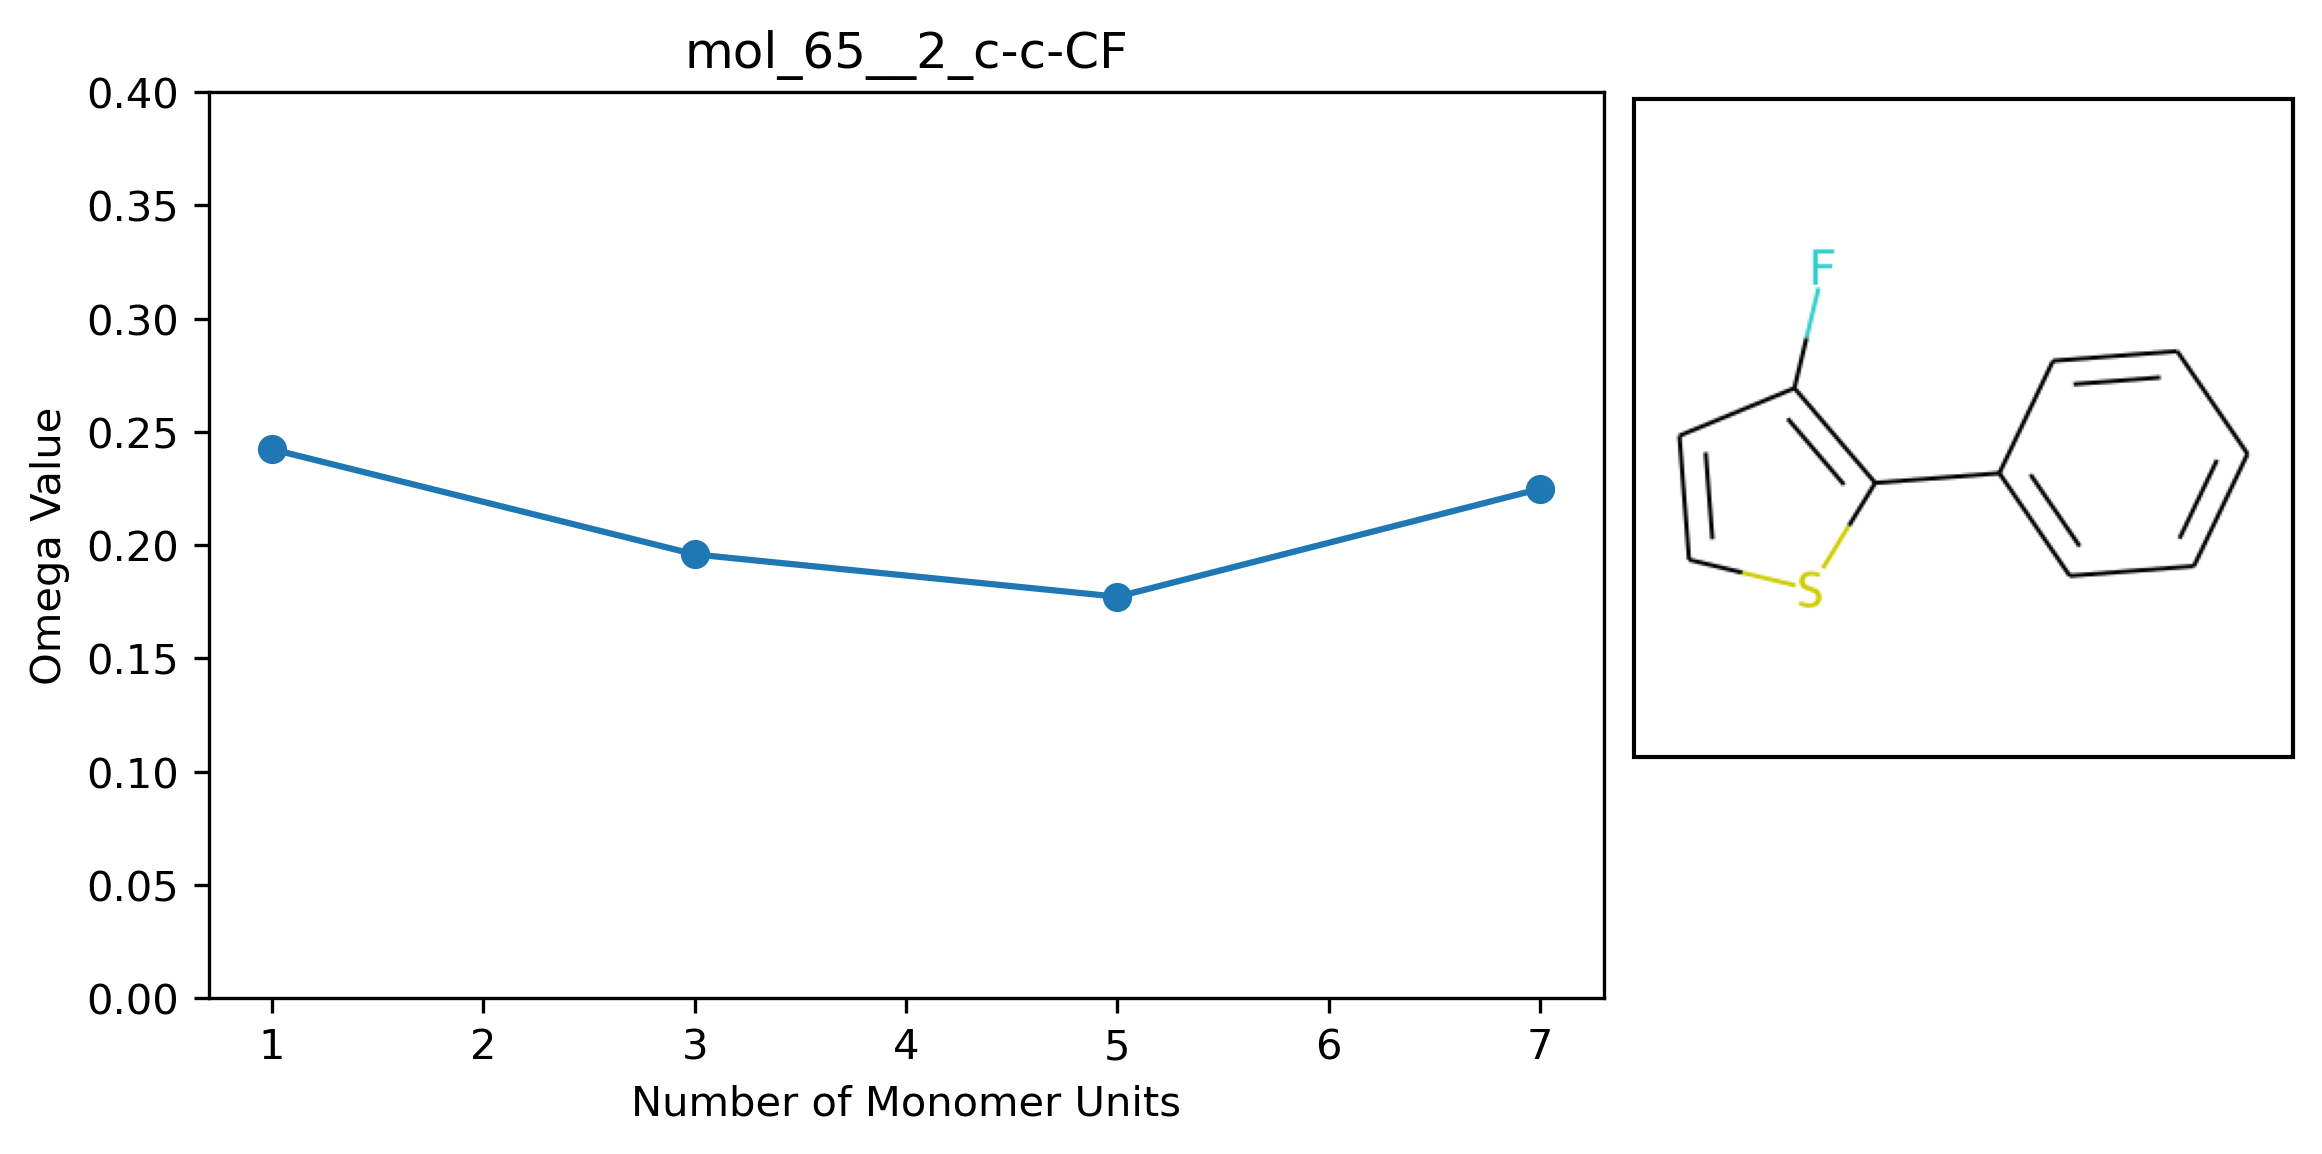 mol_65__2_c-c-CF
0.40
0.35
0.30
0.25
0.20
0.15
0.10
0.05
0.00
Omega Value
1 2 3 4 5 6 7
Number of Monomer Units
F
S